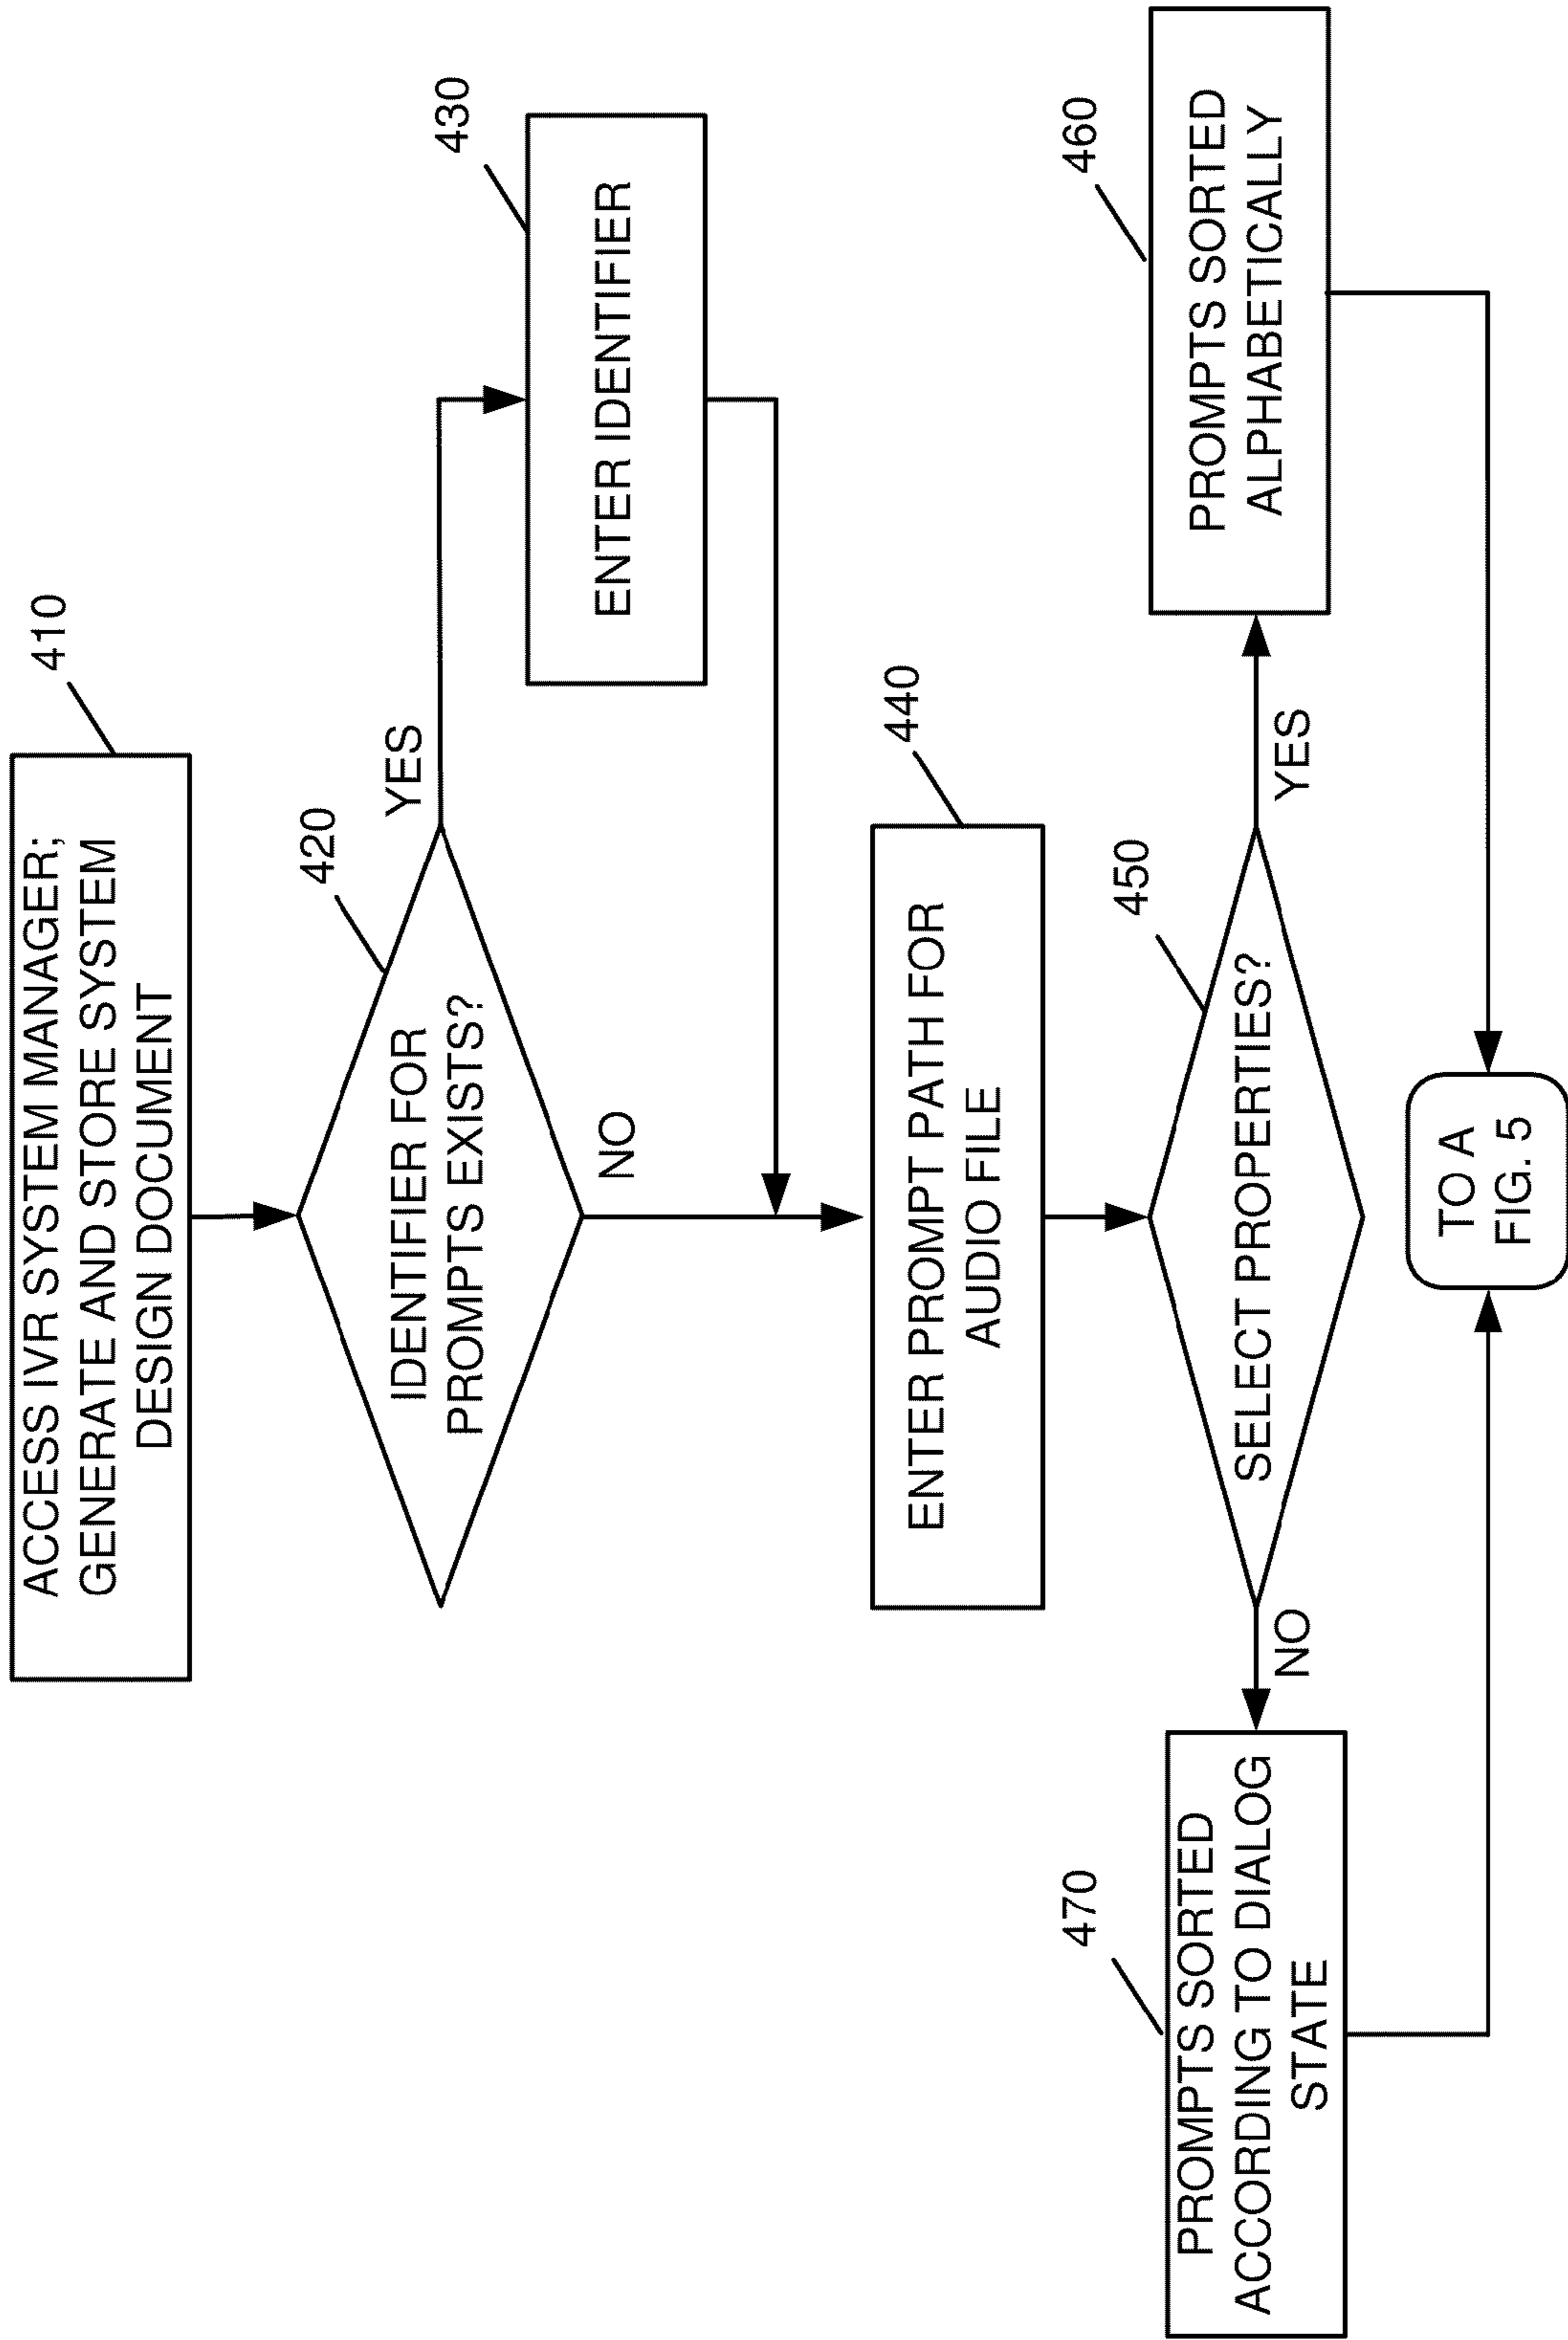 410
ACCESS IVR SYSTEM MANAGER;
GENERATE AND STORE SYSTEM
DESIGN DOCUMENT
420
IDENTIFIER FOR
PROMPTS EXISTS?
YES
NO
430
ENTER IDENTIFIER
440
ENTER PROMPT PATH FOR
AUDIO FILE
450
SELECT PROPERTIES?
NO
YES
470
PROMPTS SORTED
ACCORDING TO DIALOG
STATE
460
PROMPTS SORTED
ALPHABETICALLY
TO A
FIG. 5